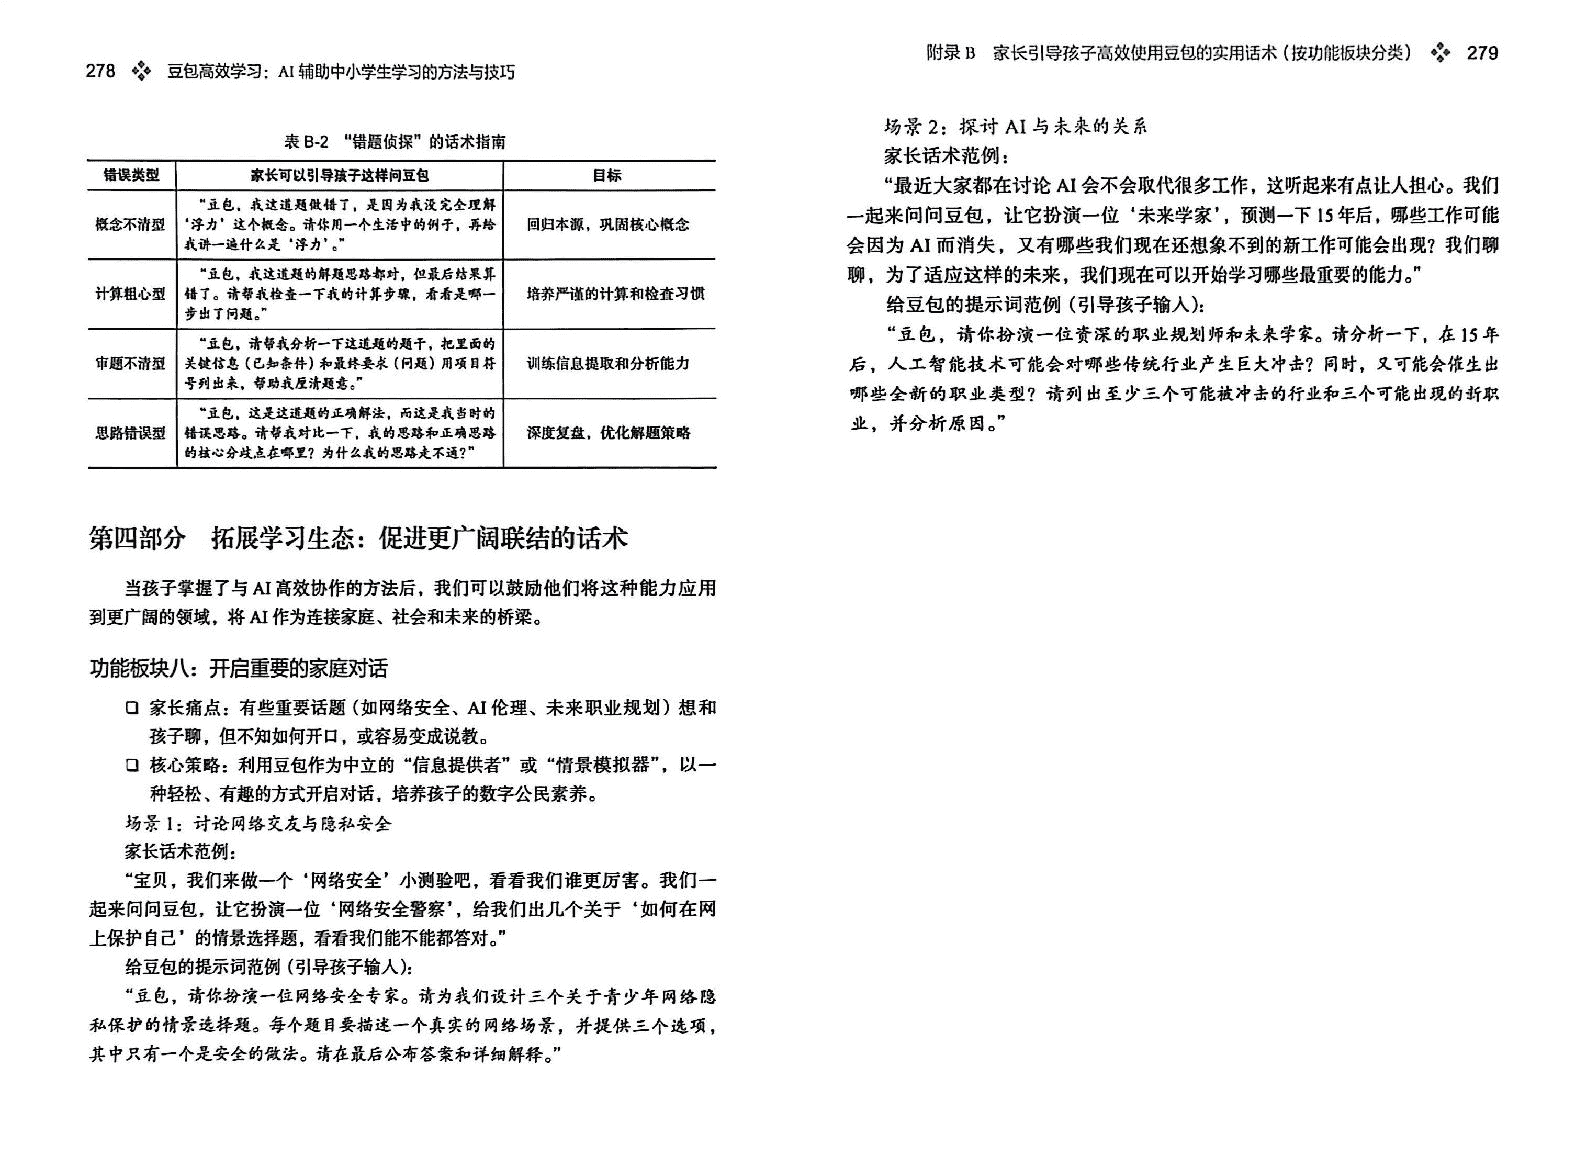 278 豆包高效学习：AI 辅助中小学生学习的方法与技巧
表 B-2 “错题侦探”的话术指南
错误类型 家长可以引导孩子这样问豆包 目标
概念不清型
“豆包，我这道题做错了，是因为我没完全理解
‘浮力’这个概念。请你用一个生活中的例子，再给
我讲一遍什么是‘浮力’。”
回归本源，巩固核心概念
计算粗心型
“豆包，我这道题的解题思路都对，但最后结果算
错了。请帮我检查一下我的计算步骤，看看是哪一
步出了问题。”
培养严谨的计算和检查习惯
审题不清型
“豆包，请帮我分析一下这道题的题干，把里面的
关键信息（已知条件）和最终要求（问题）用项目符
号列出来，帮助我厘清题意。”
训练信息提取和分析能力
思路错误型
“豆包，这是这道题的正确解法，而这是我当时的
错误思路。请帮我对比一下，我的思路和正确思路
的核心分歧点在哪里？为什么我的思路走不通？”
深度复盘，优化解题策略
第四部分 拓展学习生态：促进更广阔联结的话术
当孩子掌握了与 AI 高效协作的方法后，我们可以鼓励他们将这种能力应用
到更广阔的领域，将 AI 作为连接家庭、社会和未来的桥梁。
功能板块八：开启重要的家庭对话
❑ 家长痛点：有些重要话题（如网络安全、AI 伦理、未来职业规划）想和
孩子聊，但不知如何开口，或容易变成说教。
❑ 核心策略：利用豆包作为中立的“信息提供者”或“情景模拟器”，以一
种轻松、有趣的方式开启对话，培养孩子的数字公民素养。
场景 1：讨论网络交友与隐私安全
家长话术范例：
“宝贝，我们来做一个‘网络安全’小测验吧，看看我们谁更厉害。我们一
起来问问豆包，让它扮演一位‘网络安全警察’，给我们出几个关于‘如何在网
上保护自己’的情景选择题，看看我们能不能都答对。”
给豆包的提示词范例（引导孩子输入）：
“豆包，请你扮演一位网络安全专家。请为我们设计三个关于青少年网络隐
私保护的情景选择题。每个题目要描述一个真实的网络场景，并提供三个选项，
其中只有一个是安全的做法。请在最后公布答案和详细解释。”
附录 B 家长引导孩子高效使用豆包的实用话术（按功能板块分类） 279
场景 2：探讨 AI 与未来的关系
家长话术范例：
“最近大家都在讨论 AI 会不会取代很多工作，这听起来有点让人担心。我们
一起来问问豆包，让它扮演一位‘未来学家’，预测一下 15 年后，哪些工作可能
会因为 AI 而消失，又有哪些我们现在还想象不到的新工作可能会出现？我们聊
聊，为了适应这样的未来，我们现在可以开始学习哪些最重要的能力。”
给豆包的提示词范例（引导孩子输入）：
“豆包，请你扮演一位资深的职业规划师和未来学家。请分析一下，在 15 年
后，人工智能技术可能会对哪些传统行业产生巨大冲击？同时，又可能会催生出
哪些全新的职业类型？请列出至少三个可能被冲击的行业和三个可能出现的新职
业，并分析原因。”